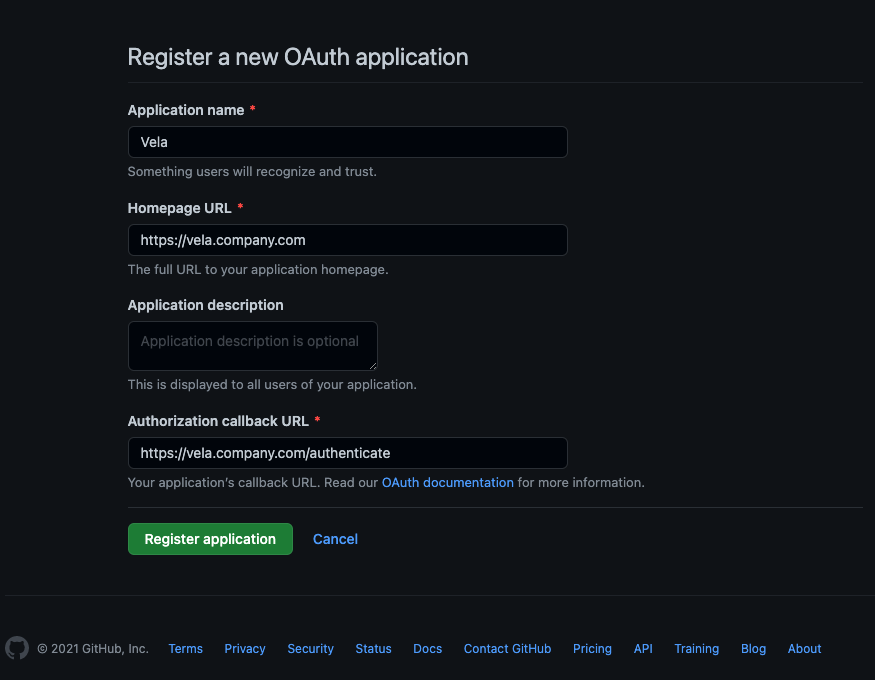 Register a new OAuth application
Application name *
Vela
Something users will recognize and trust.
Homepage URL *
https://vela.company.com
The full URL to your application homepage.
Application description
Application description is optional
This is displayed to all users of your application.
Authorization callback URL *
https://vela.company.com/authenticate
Your application's callback URL. Read our OAuth documentation for more information.
Register application Cancel
© 2021 GitHub, Inc. Terms Privacy Security Status Docs Contact GitHub Pricing API Training Blog About